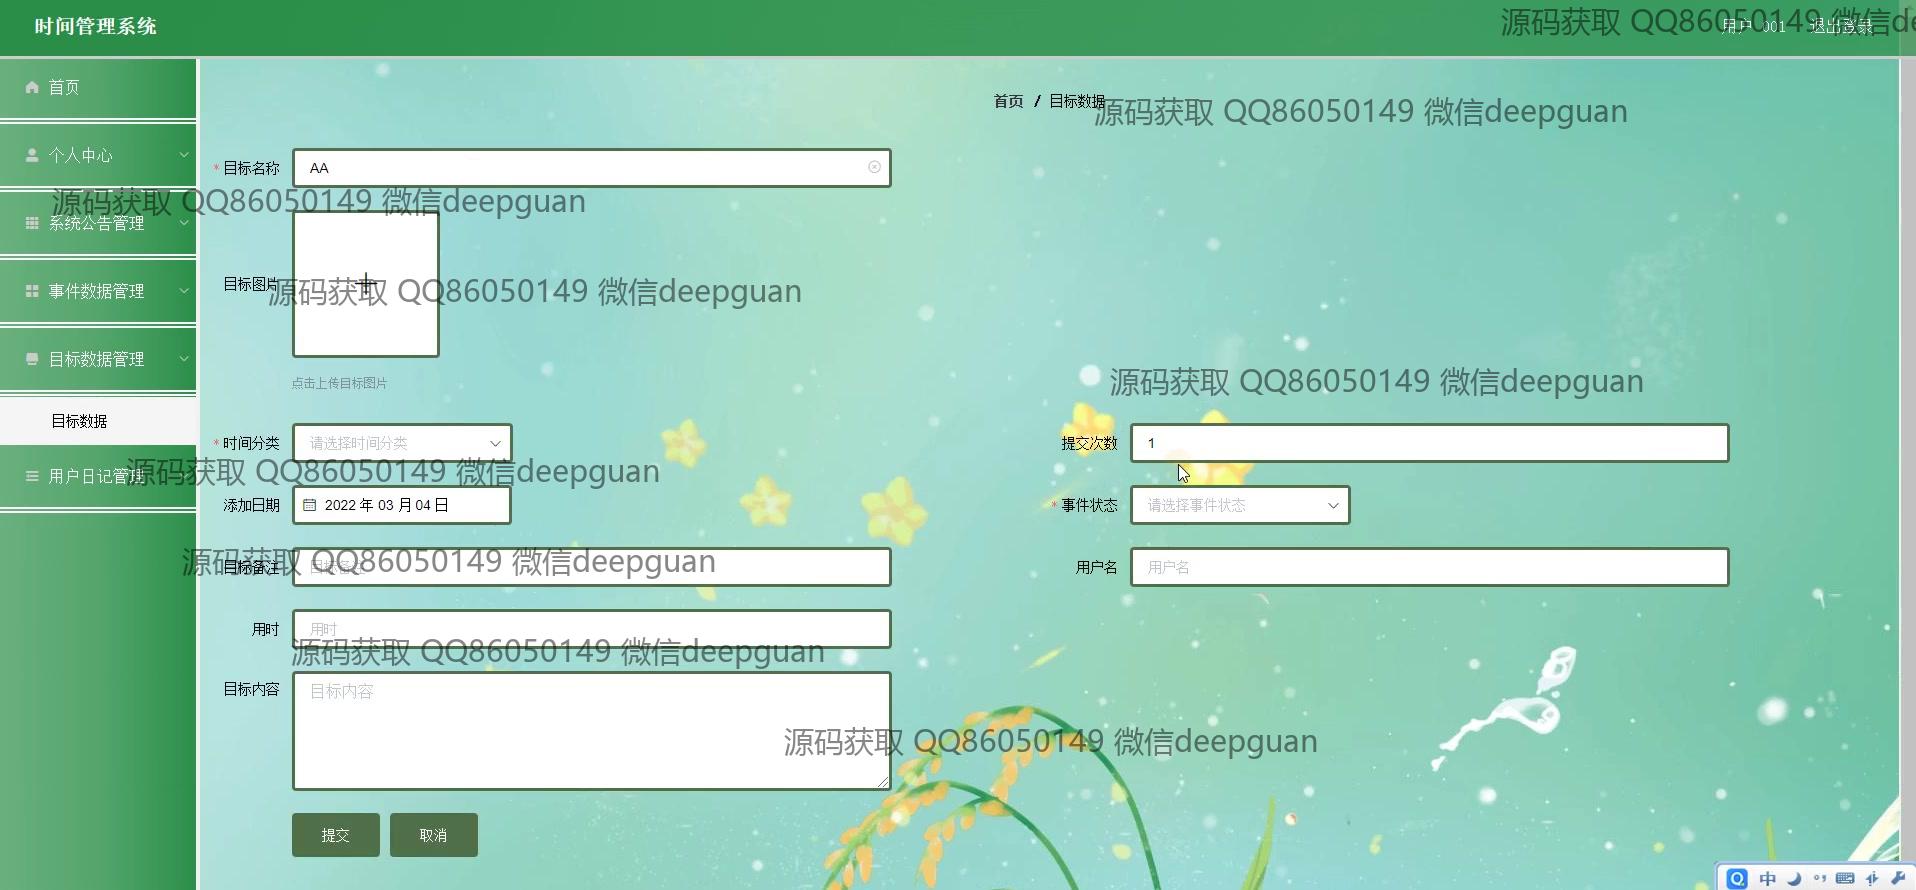 时间管理系统
用户 001 退出登录
源码获取 QQ86050149 微信de
首页
个人中心
系统公告管理
事件数据管理
目标数据管理
目标数据
用户日记管理
首页 / 目标数据
源码获取 QQ86050149 微信deepguan
* 目标名称 AA
源码获取 QQ86050149 微信deepguan
目标图片
源码获取 QQ86050149 微信deepguan
点击上传目标图片
源码获取 QQ86050149 微信deepguan
* 时间分类 请选择时间分类
提交次数 1
源码获取 QQ86050149 微信deepguan
添加日期 2022 年 03 月 04 日
* 事件状态 请选择事件状态
目标备注 目标备注
源码获取 QQ86050149 微信deepguan
用户名 用户名
用时 用时
源码获取 QQ86050149 微信deepguan
目标内容 目标内容
源码获取 QQ86050149 微信deepguan
提交 取消
中